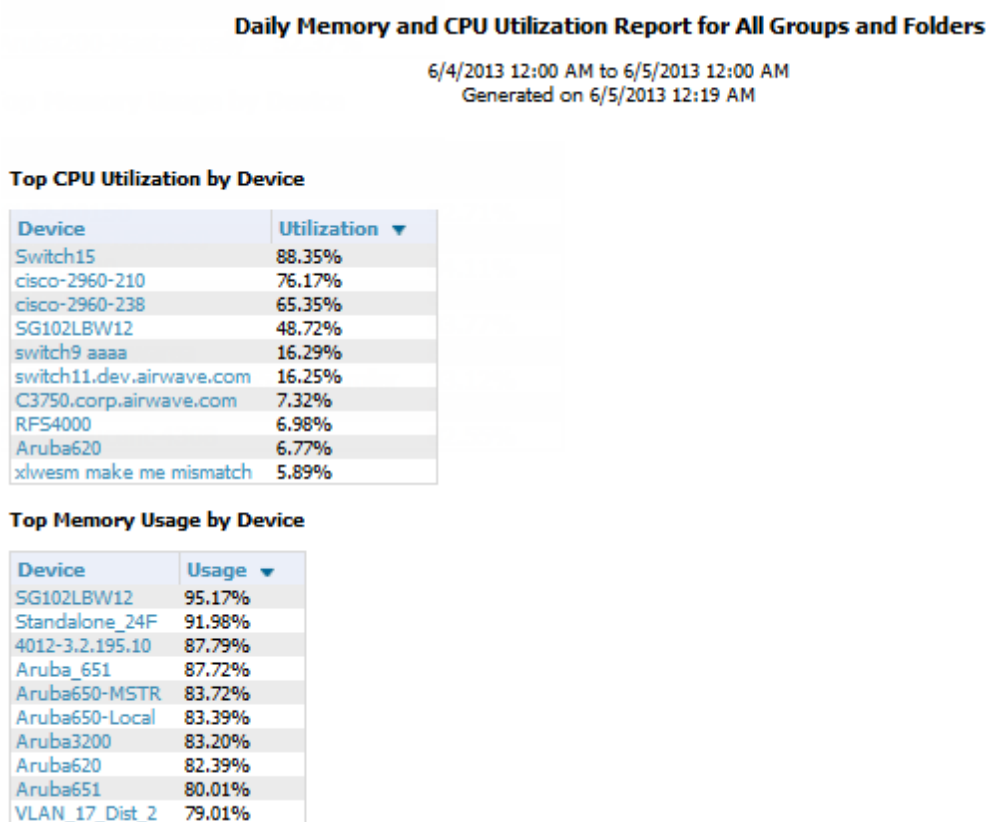 Daily Memory and CPU Utilization Report for All Groups and Folders
6/4/2013 12:00 AM to 6/5/2013 12:00 AM
Generated on 6/5/2013 12:19 AM
Top CPU Utilization by Device
Device Utilization ▼
Switch15 88.35%
cisco-2960-210 76.17%
cisco-2960-238 65.35%
SG102LBW12 48.72%
switch9 aaaa 16.29%
switch11.dev.airwave.com 16.25%
C3750.corp.airwave.com 7.32%
RFS4000 6.98%
Aruba620 6.77%
xlwesm make me mismatch 5.89%
Top Memory Usage by Device
Device Usage ▼
SG102LBW12 95.17%
Standalone_24F 91.98%
4012-3.2.195.10 87.79%
Aruba_651 87.72%
Aruba650-MSTR 83.72%
Aruba650-Local 83.39%
Aruba3200 83.20%
Aruba620 82.39%
Aruba651 80.01%
VLAN_17_Dist_2 79.01%